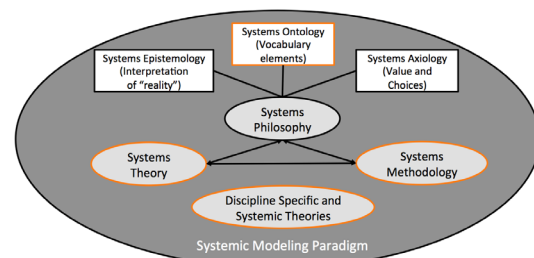 Systems Ontology
(Vocabulary
elements)
Systems Epistemology
(Interpretation
of “reality”)
Systems Axiology
(Value and
Choices)
Systems
Philosophy
Systems
Theory
Systems
Methodology
Discipline Specific and
Systemic Theories
Systemic Modeling Paradigm